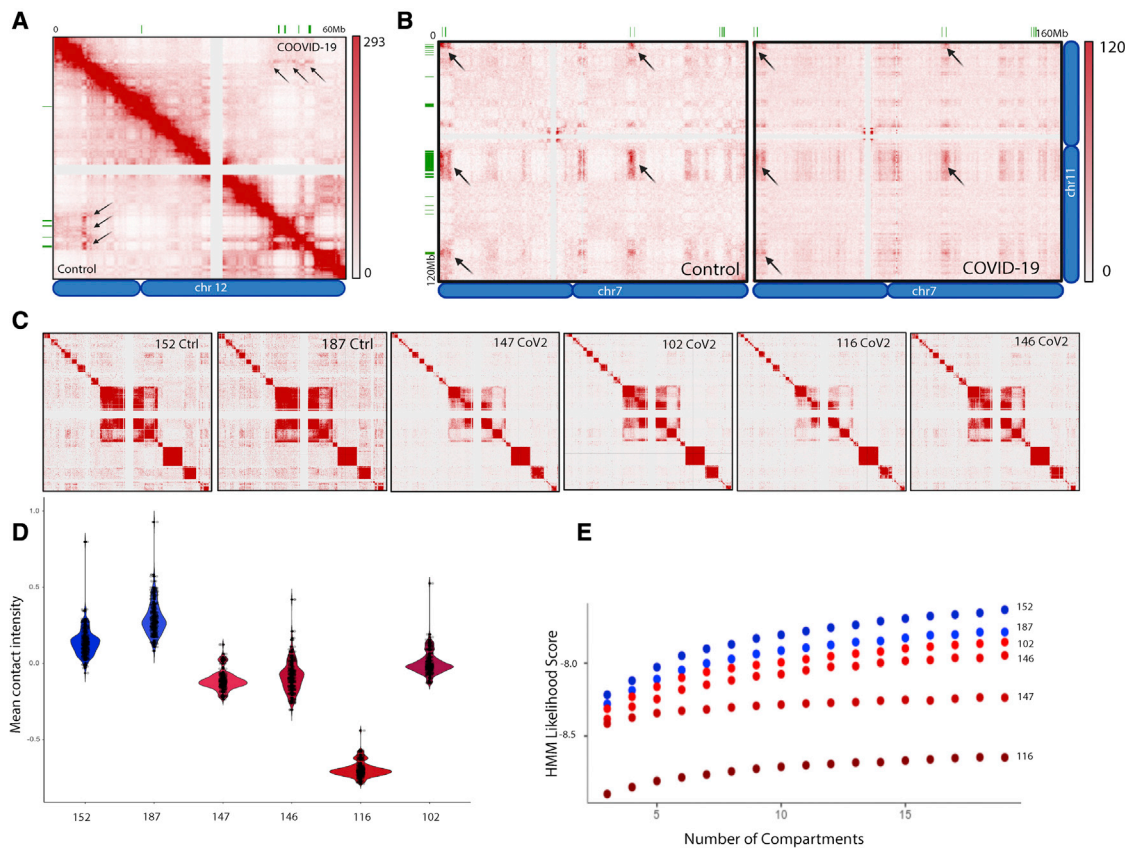 A
0
60Mb
293
COOVID-19
Control
0
chr 12
B
0
160Mb
120
120Mb
Control
COVID-19
0
chr11
chr7
chr7
C
152 Ctrl
187 Ctrl
147 CoV2
102 CoV2
116 CoV2
146 CoV2
D
Mean contact intensity
1.0
0.5
0.0
-0.5
152
187
147
146
116
102
E
HMM Likelihood Score
-8.0
-8.5
152
187
102
146
147
116
5
10
15
Number of Compartments